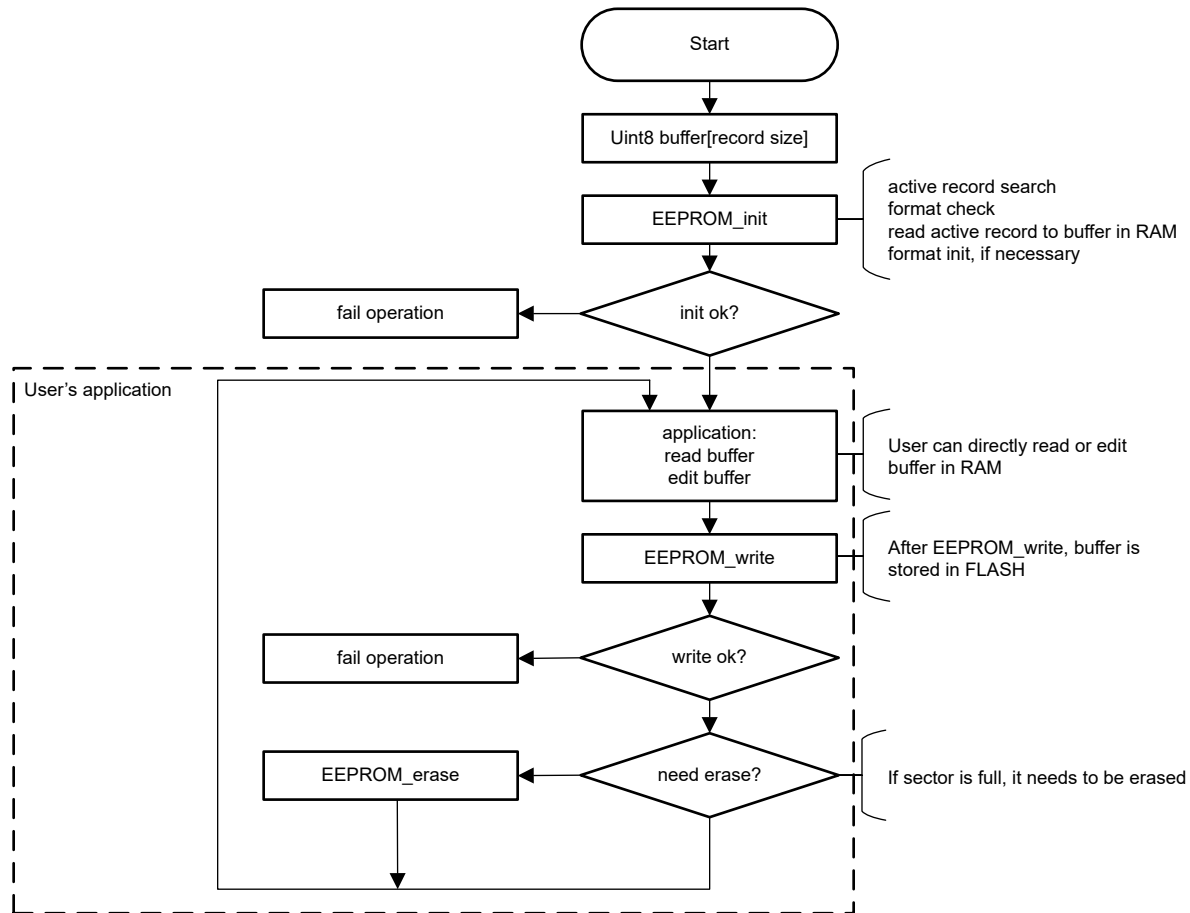 Start
Uint8 buffer[record size]
EEPROM_init
active record search
format check
read active record to buffer in RAM
format init, if necessary
fail operation
init ok?
User’s application
application:
read buffer
edit buffer
User can directly read or edit
buffer in RAM
EEPROM_write
After EEPROM_write, buffer is
stored in FLASH
fail operation
write ok?
EEPROM_erase
need erase?
If sector is full, it needs to be erased